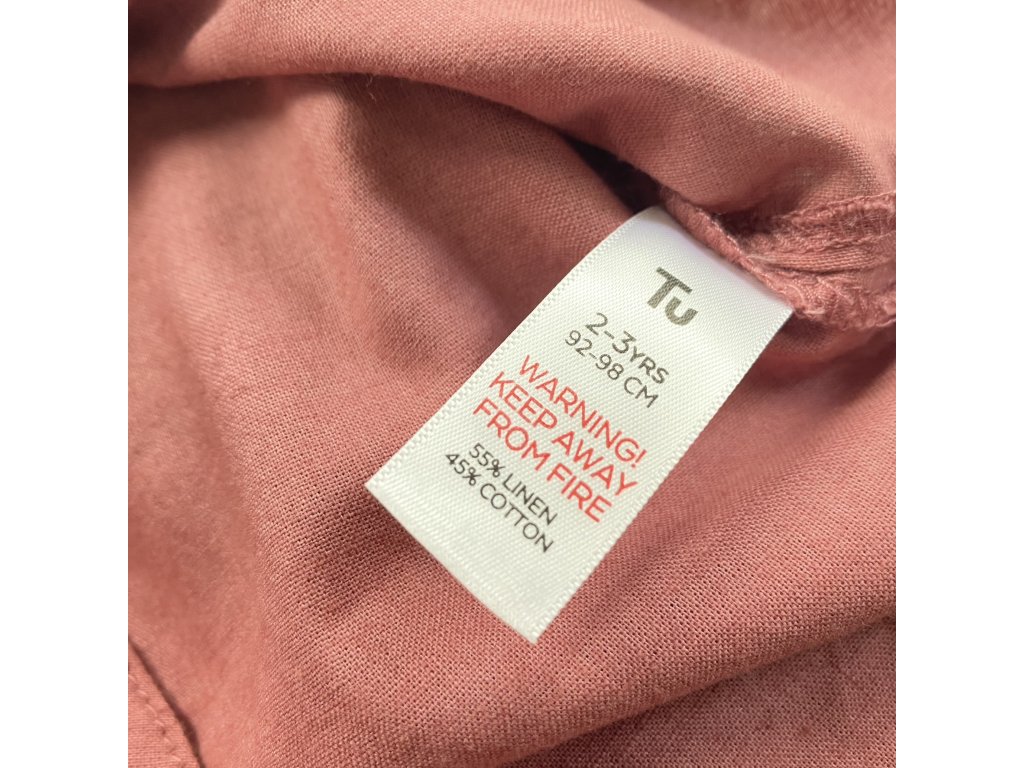 Tu
2-3YRS
92-98 CM
WARNING!
KEEP AWAY
FROM FIRE
55% LINEN
45% COTTON